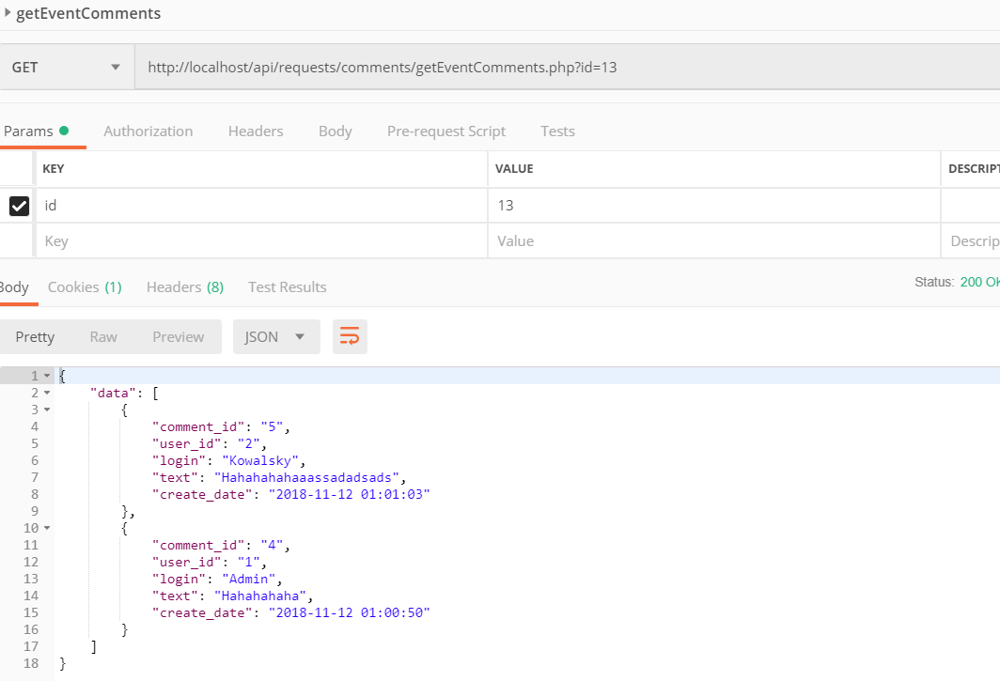 getEventComments
GET http://localhost/api/requests/comments/getEventComments.php?id=13
Params Authorization Headers Body Pre-request Script Tests
KEY VALUE DESCRIPT
id 13
Key Value Descrip
Body Cookies (1) Headers (8) Test Results Status: 200 OK
Pretty Raw Preview JSON
1 {
2 "data": [
3 {
4 "comment_id": "5",
5 "user_id": "2",
6 "login": "Kowalsky",
7 "text": "Hahahahahaaassadadsads",
8 "create_date": "2018-11-12 01:01:03"
9 },
10 {
11 "comment_id": "4",
12 "user_id": "1",
13 "login": "Admin",
14 "text": "Hahahahaha",
15 "create_date": "2018-11-12 01:00:50"
16 }
17 ]
18 }